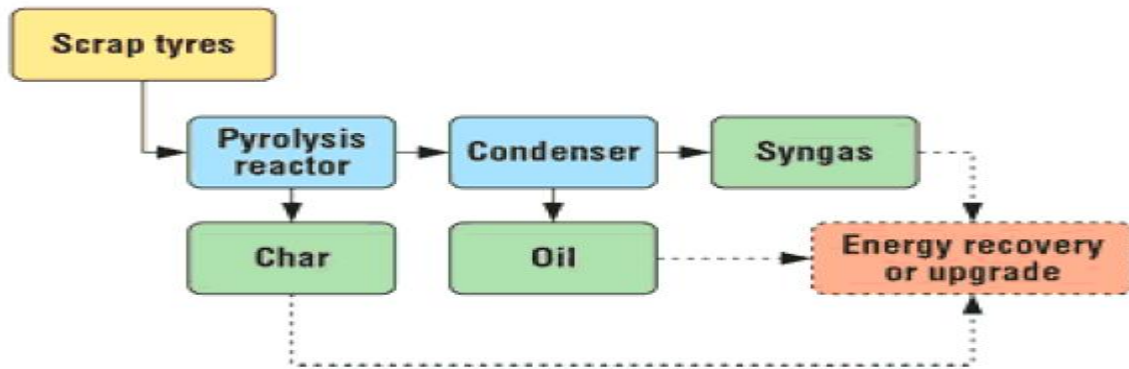 Scrap tyres
Pyrolysis
reactor
Condenser
Syngas
Char
Oil
Energy recovery
or upgrade